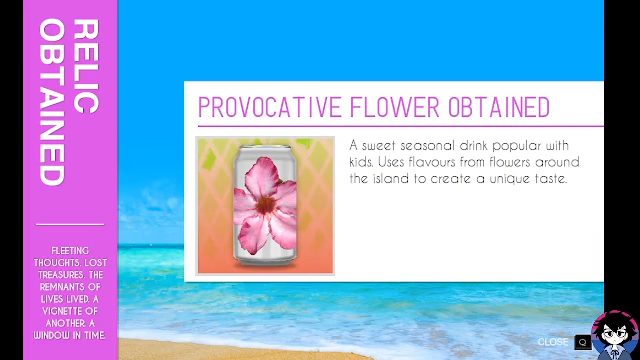 RELIC
OBTAINED
FLEETING
THOUGHTS. LOST
TREASURES. THE
REMNANTS OF
LIVES LIVED. A
VIGNETTE OF
ANOTHER. A
WINDOW IN TIME.
PROVOCATIVE FLOWER OBTAINED
A sweet seasonal drink popular with
kids. Uses flavours from flowers around
the island to create a unique taste.
CLOSE Q